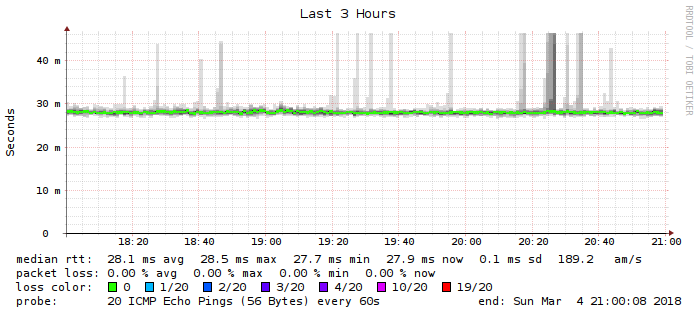 Last 3 Hours
RRDTOOL / TOBI OETIKER
Seconds
40 m
30 m
20 m
10 m
0
18:20 18:40 19:00 19:20 19:40 20:00 20:20 20:40 21:00
median rtt: 28.1 ms avg 28.5 ms max 27.7 ms min 27.9 ms now 0.1 ms sd 189.2 am/s
packet loss: 0.00 % avg 0.00 % max 0.00 % min 0.00 % now
loss color: 0 1/20 2/20 3/20 4/20 10/20 19/20
probe: 20 ICMP Echo Pings (56 Bytes) every 60s end: Sun Mar 4 21:00:08 2018